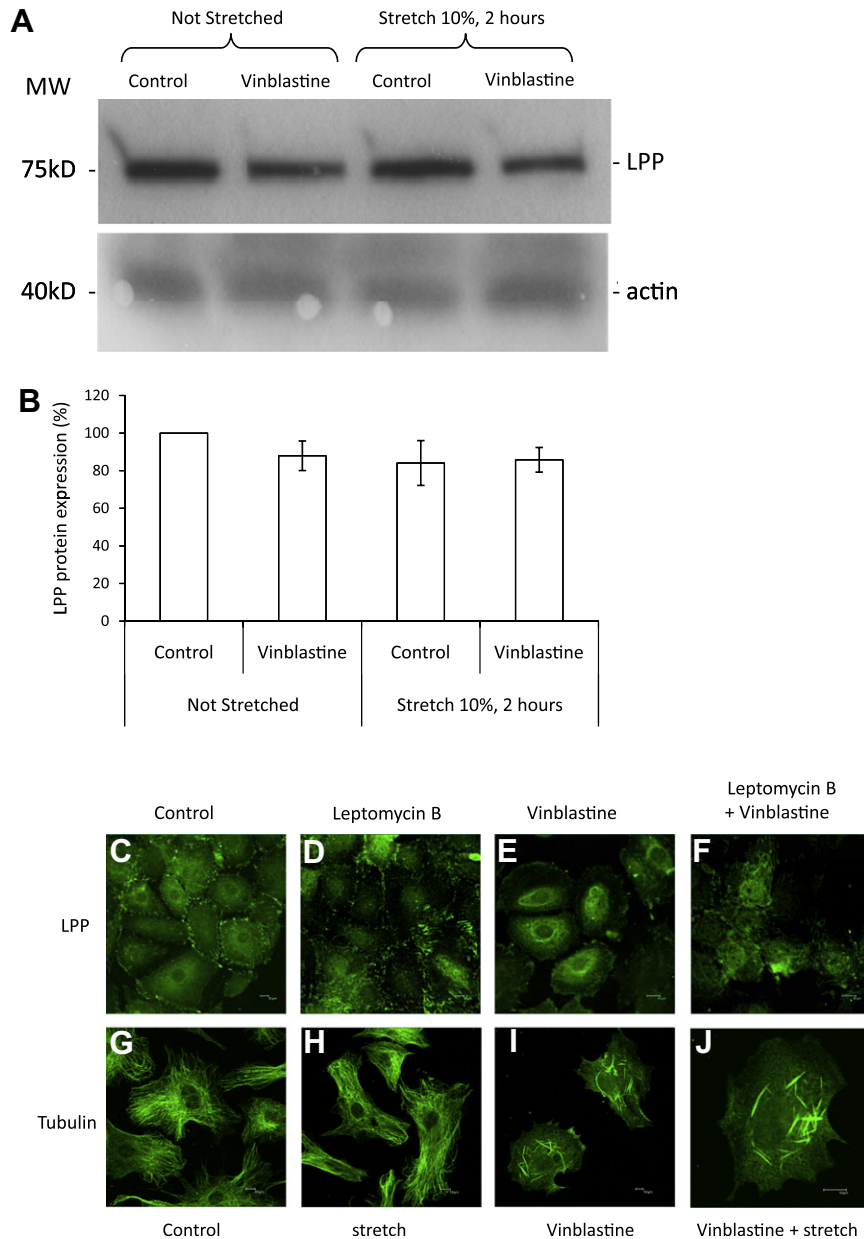 A
Not Stretched
Stretch 10%, 2 hours
Control
Vinblastine
Control
Vinblastine
MW
75kD -
- LPP
40kD -
- actin
B
LPP protein expression (%)
120
100
80
60
40
20
0
Control
Vinblastine
Control
Vinblastine
Not Stretched
Stretch 10%, 2 hours
Control
Leptomycin B
Vinblastine
Leptomycin B
+ Vinblastine
LPP
C
D
E
F
Tubulin
G
H
I
J
Control
stretch
Vinblastine
Vinblastine + stretch